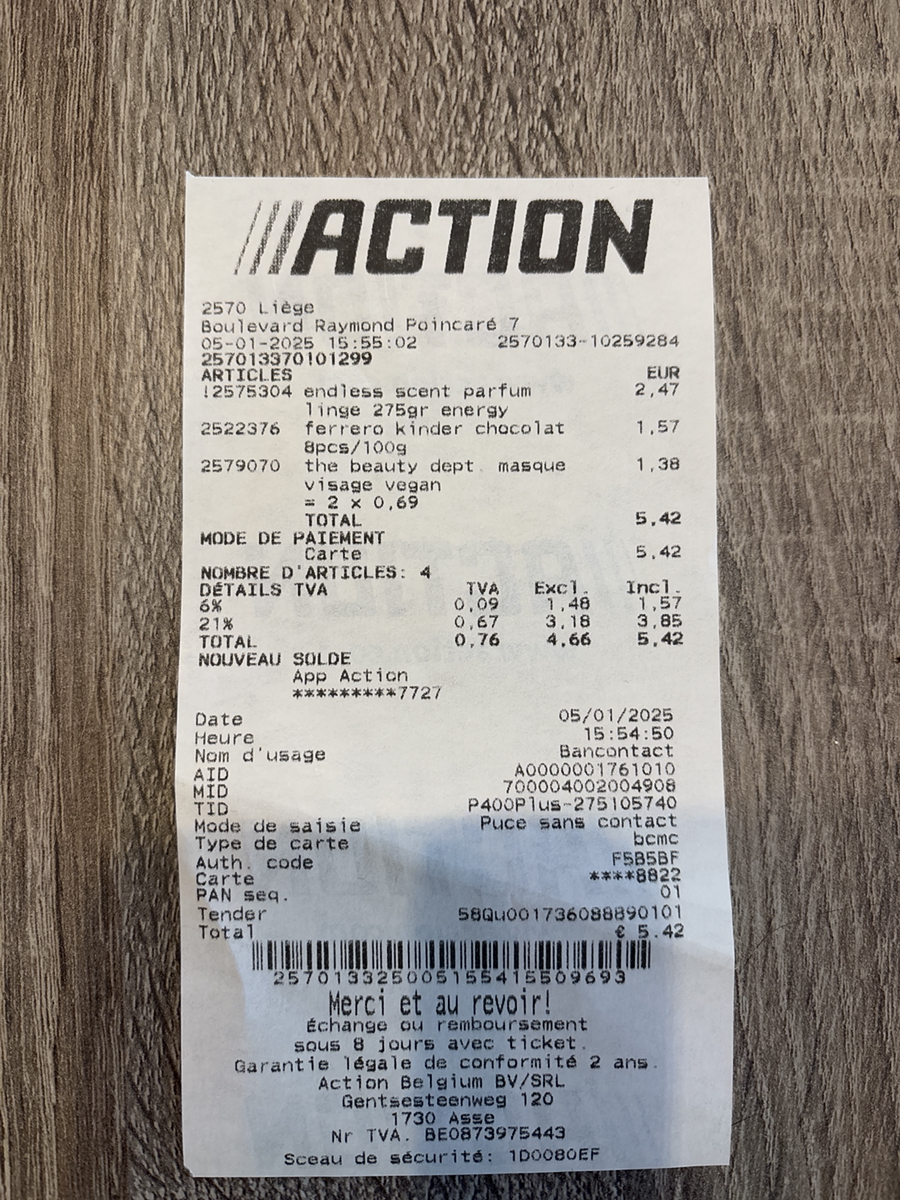 ACTION
2570 Liège
Boulevard Raymond Poincaré 7
05-01-2025 15:55:02 2570133-10259284
257013370101299
ARTICLES EUR
!2575304 endless scent parfum 2,47
linge 275gr energy
2522376 ferrero kinder chocolat 1,57
8pcs/100g
2579070 the beauty dept. masque 1,38
visage vegan
= 2 x 0,69
TOTAL 5,42
MODE DE PAIEMENT
Carte 5,42
NOMBRE D'ARTICLES: 4
DÉTAILS TVA TVA Excl. Incl.
6% 0,09 1,48 1,57
21% 0,67 3,18 3,85
TOTAL 0,76 4,66 5,42
NOUVEAU SOLDE
App Action
*********7727
Date 05/01/2025
Heure 15:54:50
Nom d'usage Bancontact
AID A0000001761010
MID 700004002004908
TID P400Plus-275105740
Mode de saisie Puce sans contact
Type de carte bcmc
Auth. code F5B5BF
Carte ****8822
PAN seq. 01
Tender 58Qu001736088890101
Total € 5.42
257013325005155415509693
Merci et au revoir!
Échange ou remboursement
sous 8 jours avec ticket.
Garantie légale de conformité 2 ans.
Action Belgium BV/SRL
Gentsesteenweg 120
1730 Asse
Nr TVA. BE0873975443
Sceau de sécurité: 1D0080EF